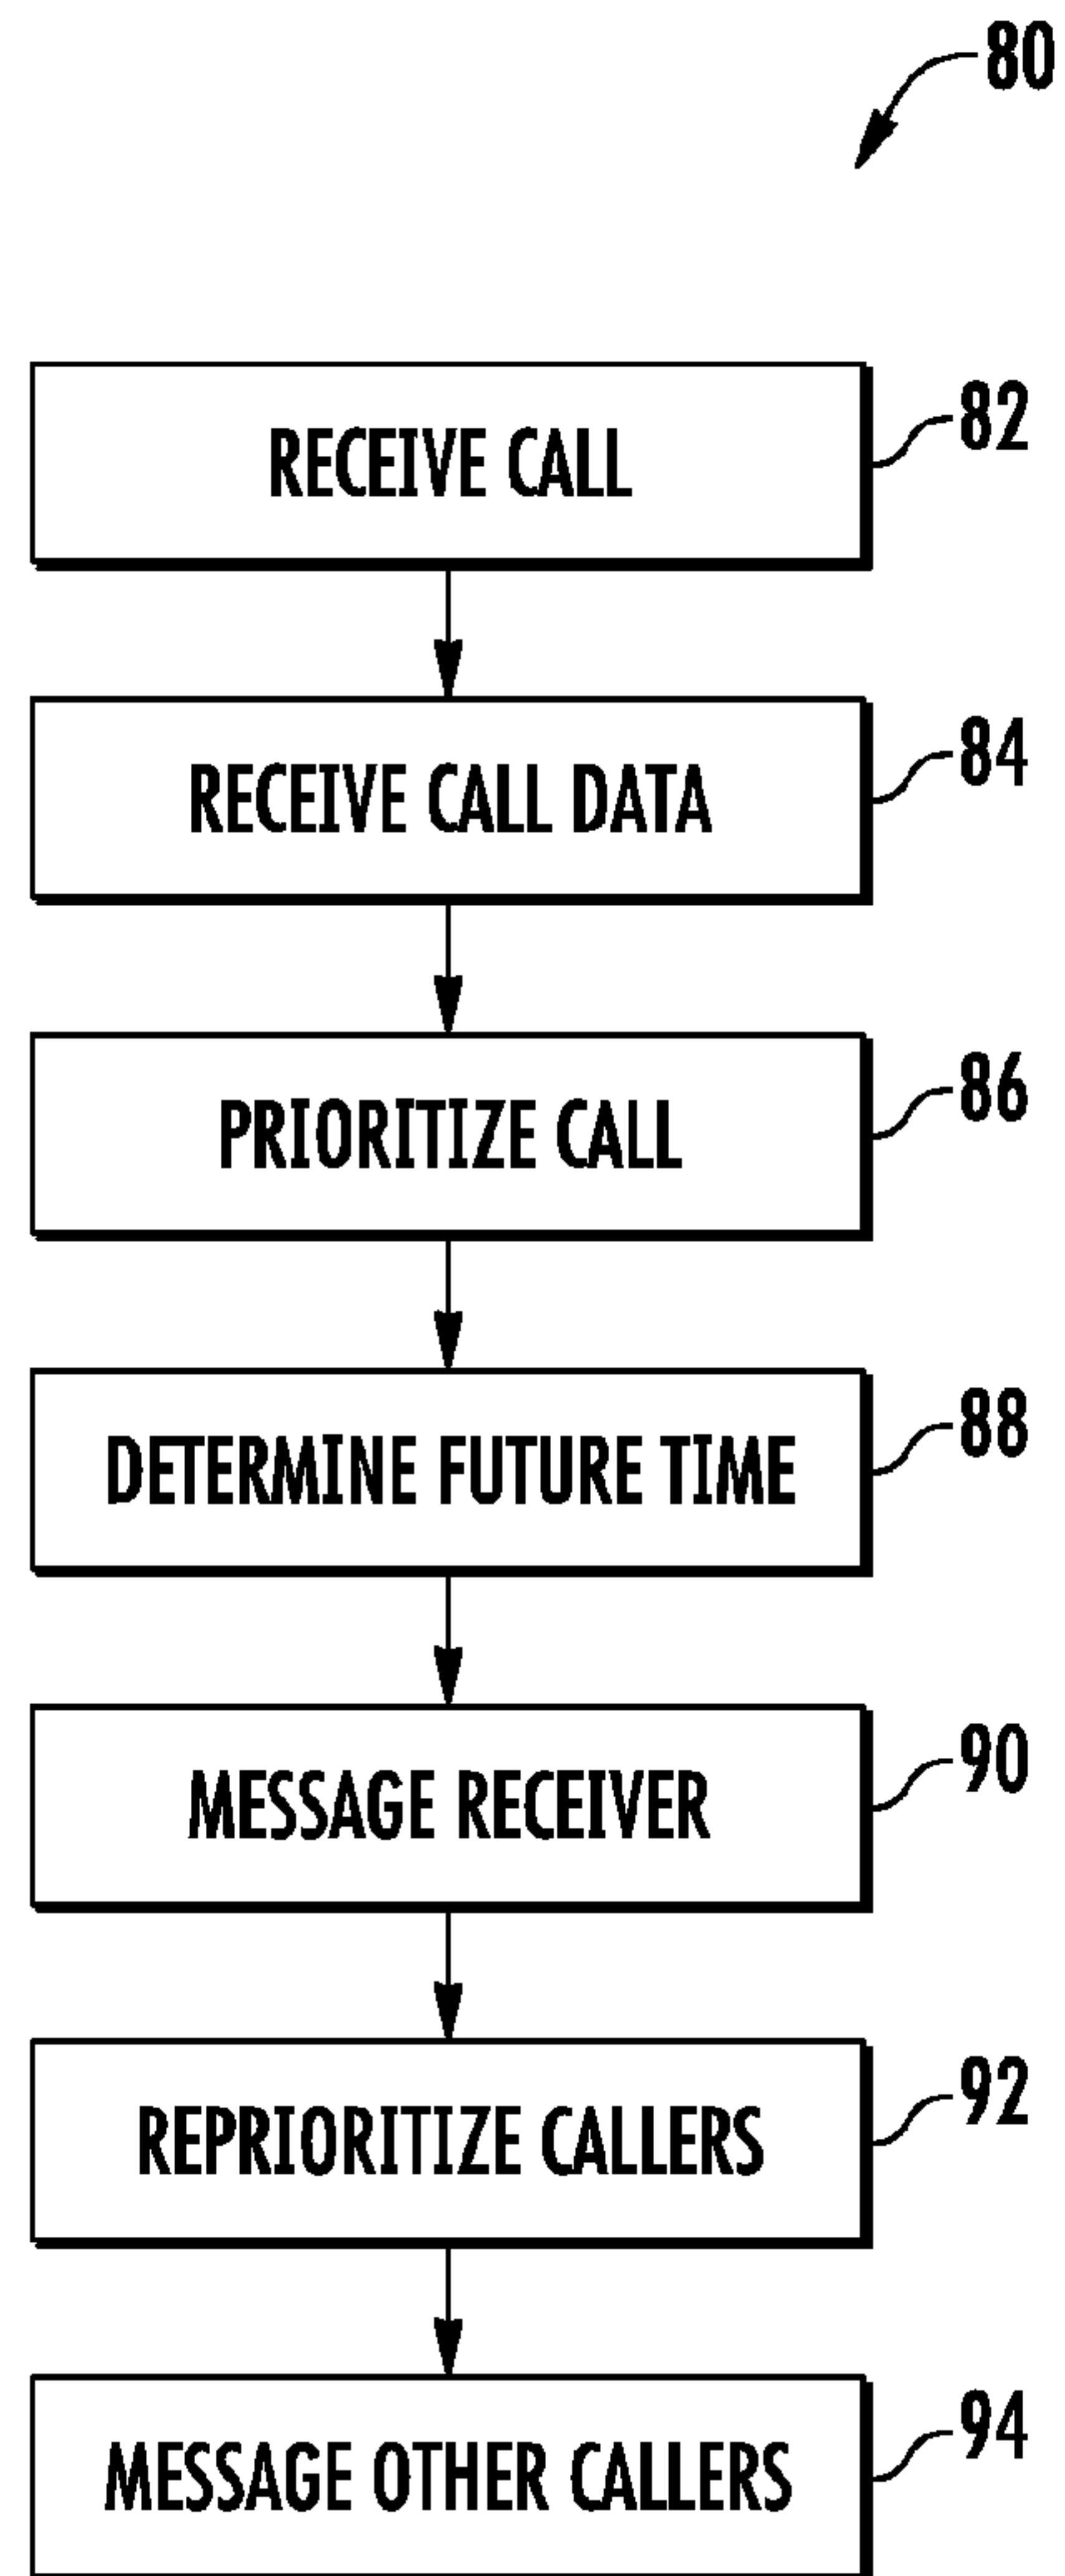 80
RECEIVE CALL
82
RECEIVE CALL DATA
84
PRIORITIZE CALL
86
DETERMINE FUTURE TIME
88
MESSAGE RECEIVER
90
REPRIORITIZE CALLERS
92
MESSAGE OTHER CALLERS
94